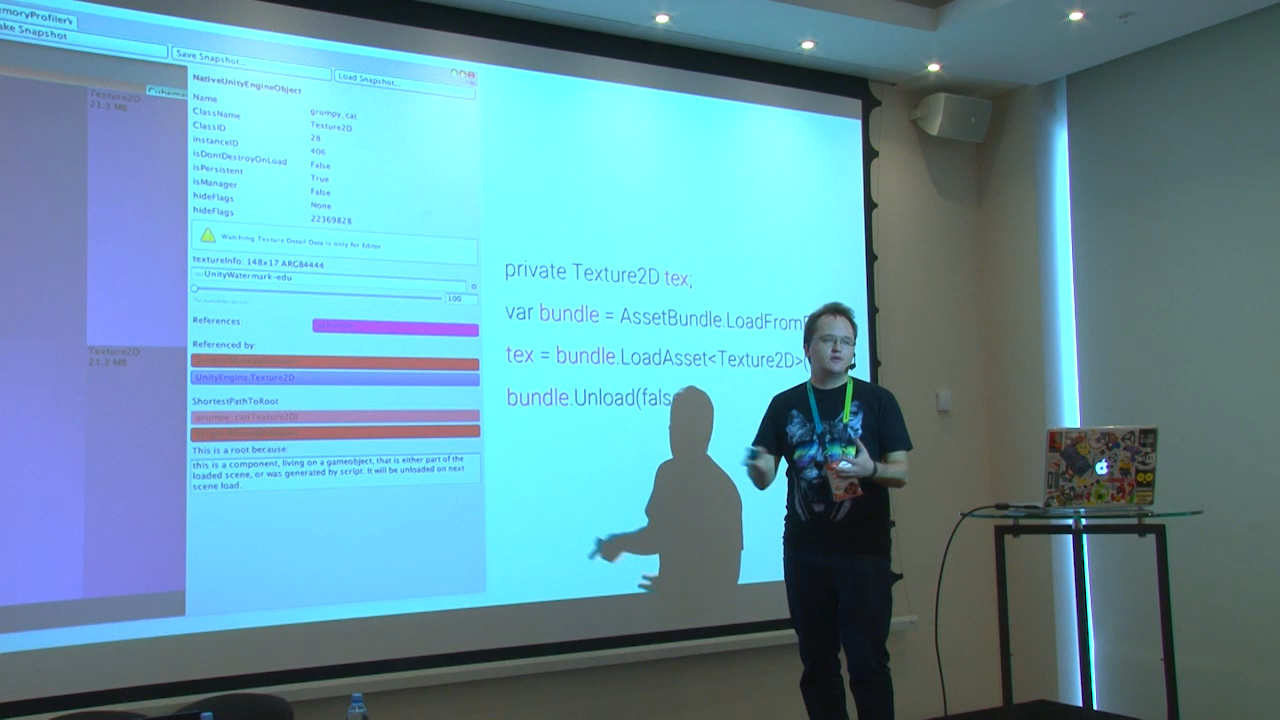 emoryProfiler
ake Snapshot
Save Snapshot...
Load Snapshot...
Texture2D
21.3 MB
NativeUnityEngineObject
Name
grumpy_cat
ClassName
Texture2D
ClassID
28
instanceID
406
isDontDestroyOnLoad
False
isPersistent
True
isManager
False
hideFlags
None
hideFlags
22369828
Watching Texture Detail Data is only for Editor
textureInfo: 148x17 ARGB4444
UnityWatermark-edu
100
References:
Referenced by:
UnityEngine.Texture2D
ShortestPathToRoot
grumpy_cat(Texture2D)
This is a root because:
this is a component, living on a gameobject, that is either part of the
loaded scene, or was generated by script. It will be unloaded on next
scene load.
Texture2D
21.3 MB
private Texture2D tex;
var bundle = AssetBundle.LoadFrom
tex = bundle.LoadAsset<Texture2D>(
bundle.Unload(fals